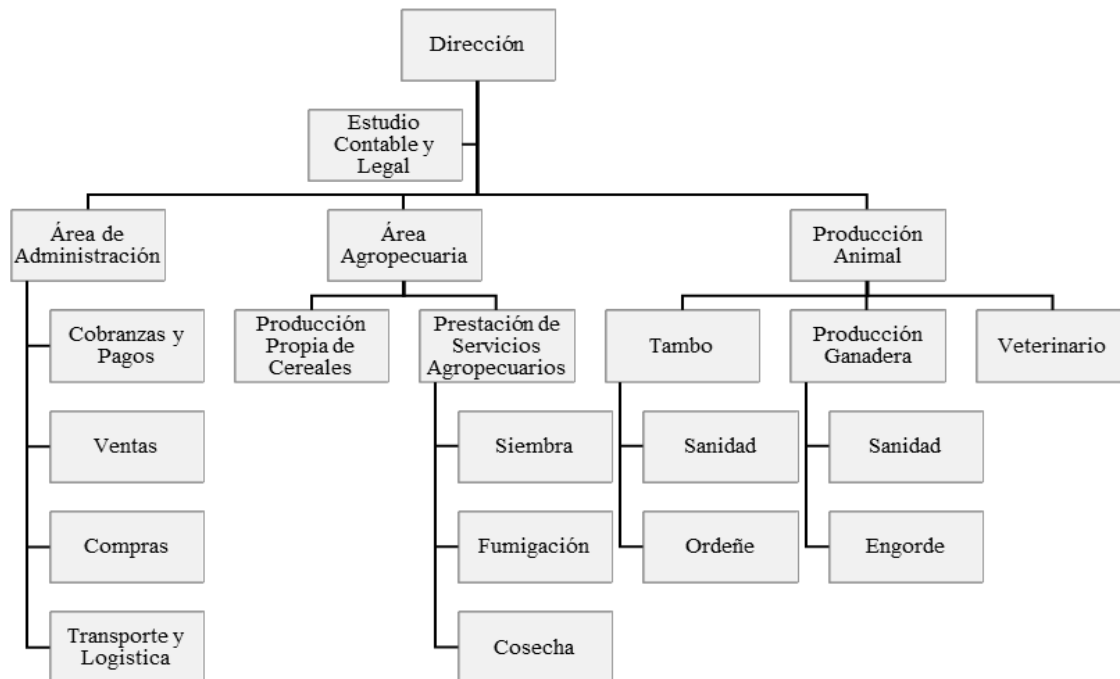 Dirección
Estudio
Contable y
Legal
Área de
Administración
Área
Agropecuaria
Producción
Animal
Cobranzas y
Pagos
Producción
Propia de
Cereales
Prestación de
Servicios
Agropecuarios
Tambo
Producción
Ganadera
Veterinario
Ventas
Siembra
Sanidad
Sanidad
Compras
Fumigación
Ordeñe
Engorde
Transporte y
Logistica
Cosecha